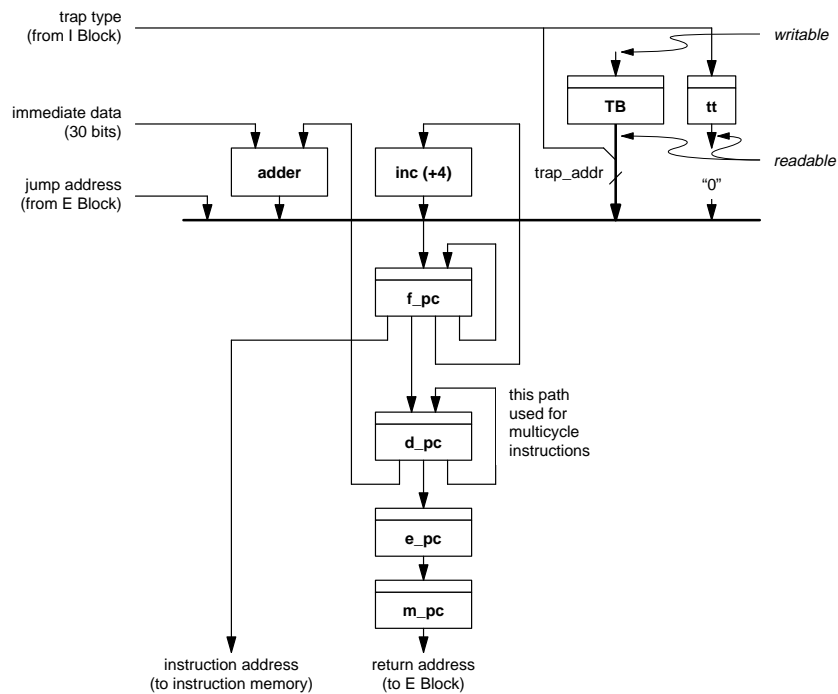 trap type
(from I Block)
writable
TB
tt
immediate data
(30 bits)
adder
inc (+4)
readable
trap_addr
“0”
jump address
(from E Block)
f_pc
this path
used for
multicycle
instructions
d_pc
e_pc
m_pc
instruction address
(to instruction memory)
return address
(to E Block)